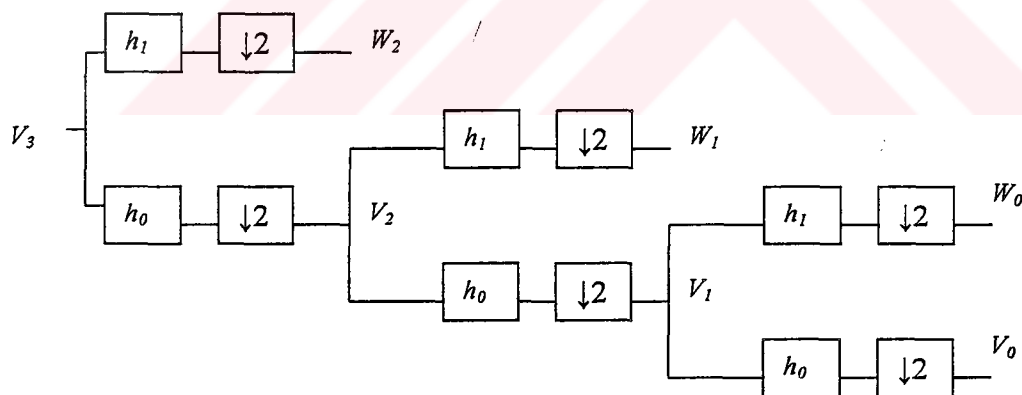 h₁ ↓2 W₂
V₃
h₁ ↓2 W₁
h₀ ↓2 V₂
h₁ ↓2 W₀
h₀ ↓2 V₁
h₀ ↓2 V₀